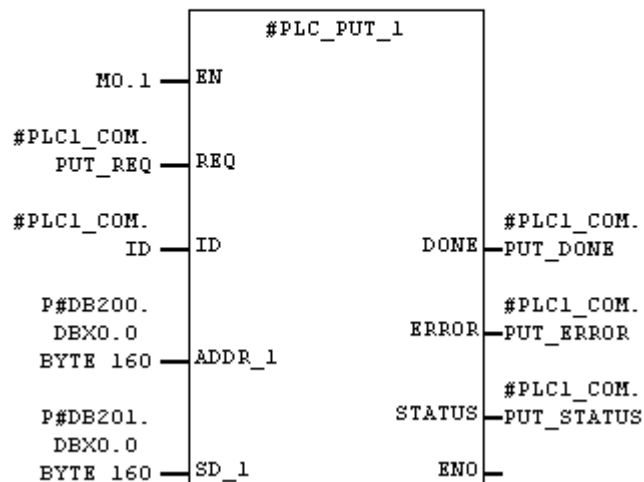 #PLC_PUT_1
M0.1 EN
#PLC1_COM.
PUT_REQ REQ
#PLC1_COM. #PLC1_COM.
ID ID DONE PUT_DONE
P#DB200. #PLC1_COM.
DBX0.0 ERROR PUT_ERROR
BYTE 160 ADDR_1
#PLC1_COM.
P#DB201. STATUS PUT_STATUS
DBX0.0
BYTE 160 SD_1 ENO